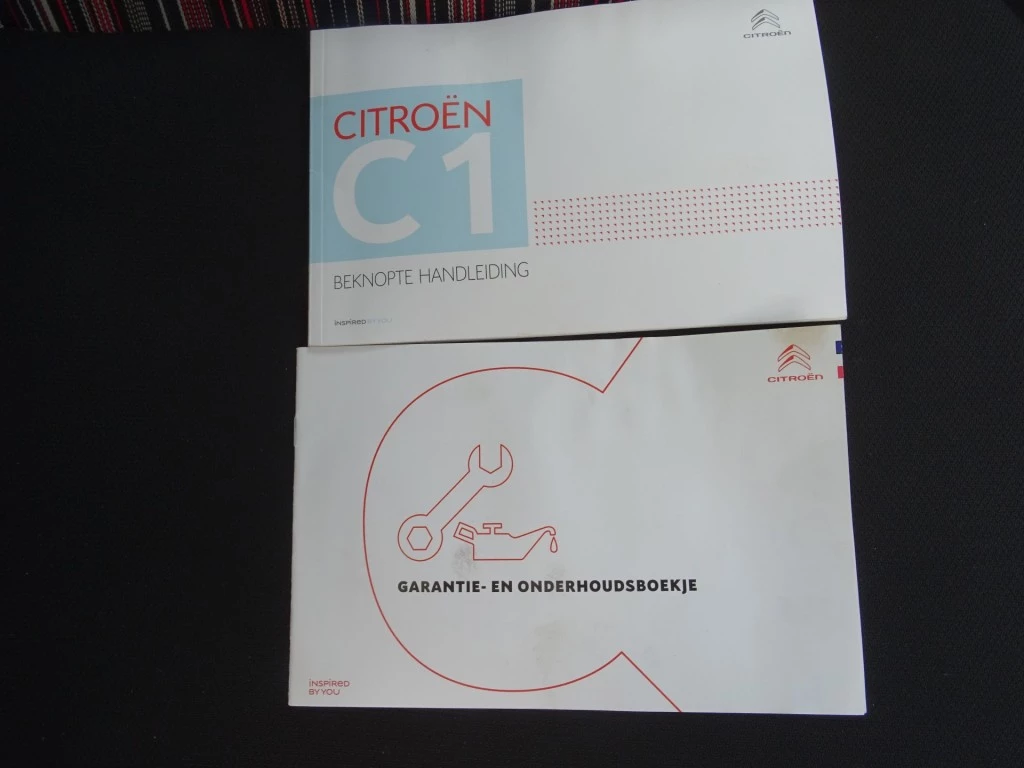 CITROËN
CITROËN
C1
BEKNOPTE HANDLEIDING
INSPIRED BY YOU
CITROËN
GARANTIE- EN ONDERHOUDSBOEKJE
INSPIRED
BY YOU